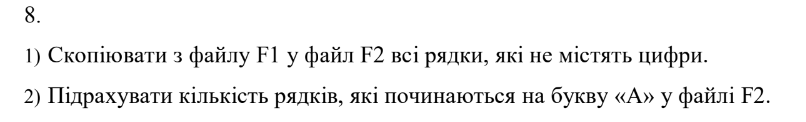 8.
1) Скопіювати з файлу F1 у файл F2 всі рядки, які не містять цифри.
2) Підрахувати кількість рядків, які починаються на букву «А» у файлі F2.